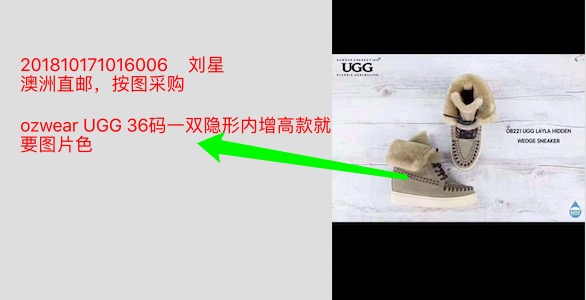 201810171016006 刘星
澳洲直邮，按图采购
ozwear UGG 36码一双隐形内增高款就
要图片色
UGG
OB221 UGG LAYLA HIDDEN
WEDGE SNEAKER